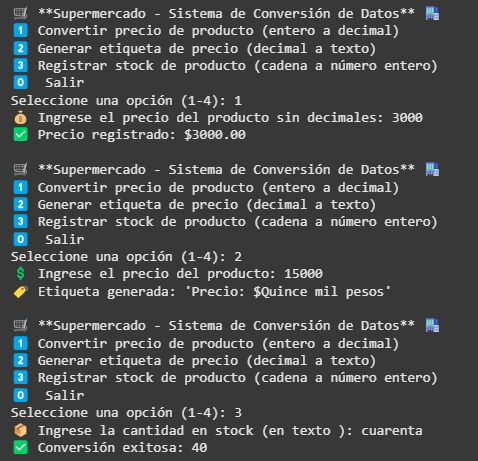 🛒 **Supermercado - Sistema de Conversión de Datos** 🏪
1️⃣ Convertir precio de producto (entero a decimal)
2️⃣ Generar etiqueta de precio (decimal a texto)
3️⃣ Registrar stock de producto (cadena a número entero)
0️⃣ Salir
Seleccione una opción (1-4): 1
💰 Ingrese el precio del producto sin decimales: 3000
✅ Precio registrado: $3000.00
🛒 **Supermercado - Sistema de Conversión de Datos** 🏪
1️⃣ Convertir precio de producto (entero a decimal)
2️⃣ Generar etiqueta de precio (decimal a texto)
3️⃣ Registrar stock de producto (cadena a número entero)
0️⃣ Salir
Seleccione una opción (1-4): 2
💲 Ingrese el precio del producto: 15000
🏷️ Etiqueta generada: 'Precio: $Quince mil pesos'
🛒 **Supermercado - Sistema de Conversión de Datos** 🏪
1️⃣ Convertir precio de producto (entero a decimal)
2️⃣ Generar etiqueta de precio (decimal a texto)
3️⃣ Registrar stock de producto (cadena a número entero)
0️⃣ Salir
Seleccione una opción (1-4): 3
📦 Ingrese la cantidad en stock (en texto ): cuarenta
✅ Conversión exitosa: 40